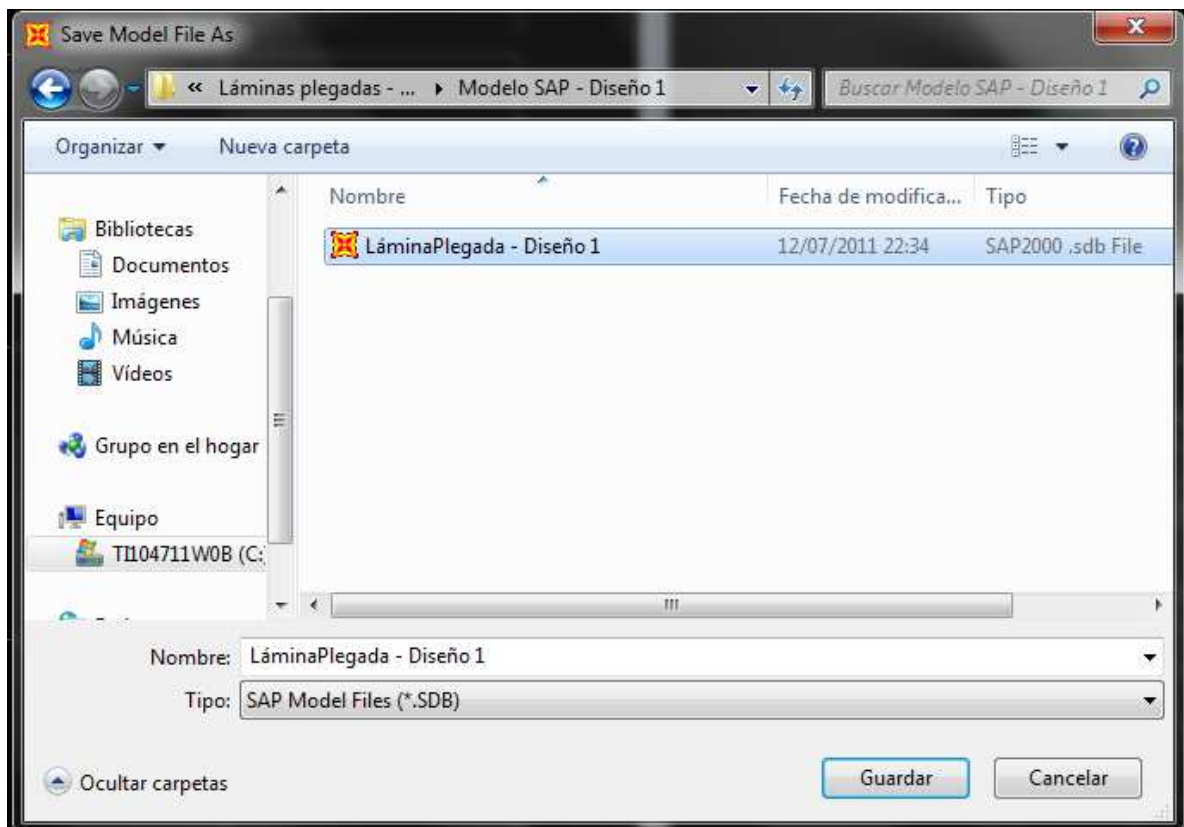 Save Model File As
« Láminas plegadas - ... ▸ Modelo SAP - Diseño 1 Buscar Modelo SAP - Diseño 1
Organizar Nueva carpeta
Nombre Fecha de modifica... Tipo
Bibliotecas
LáminaPlegada - Diseño 1 12/07/2011 22:34 SAP2000 .sdb File
Documentos
Imágenes
Música
Vídeos
Grupo en el hogar
Equipo
TI104711W0B (C:
Nombre: LáminaPlegada - Diseño 1
Tipo: SAP Model Files (*.SDB)
Ocultar carpetas Guardar Cancelar